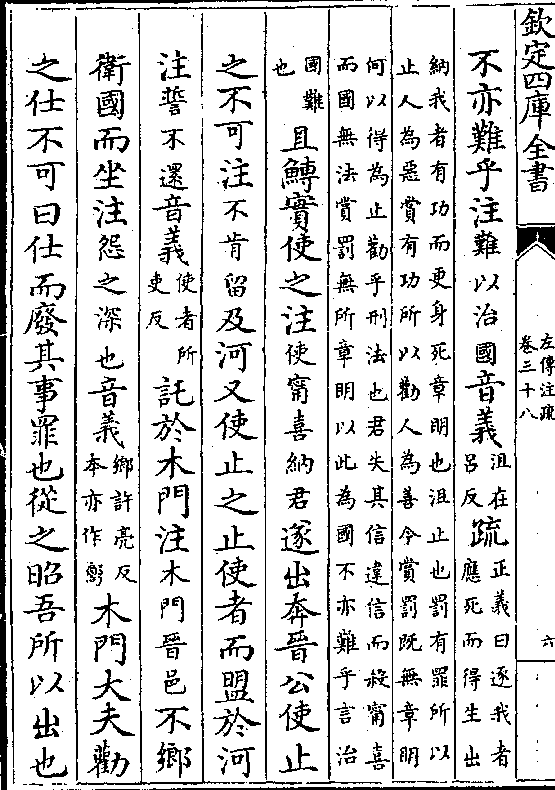 欽定四庫全書
左傳注疏
卷三十八
六
不亦難乎注難以治國音義沮在
呂反疏正義曰逐我者
應死而得生出
納我者有功而更身死章明也沮止也罰有罪所以
止人為惡賞有功所以勸人為善令賞罰既無章明
何以得為止勸乎刑法也君失其信違信而殺甯喜
而國無法賞罰無所章明以此為國不亦難乎言治
國難
也且鱄實使之注使甯喜納君遂出奔晉公使止
之不可注不肯留及河又使止之止使者而盟於河
注誓不還音義使者所
吏反託於木門注木門晉邑不鄉
衛國而坐注怨之深也音義鄉許亮反
本亦作嚮木門大夫勸
之仕不可曰仕而廢其事罪也從之昭吾所以出也